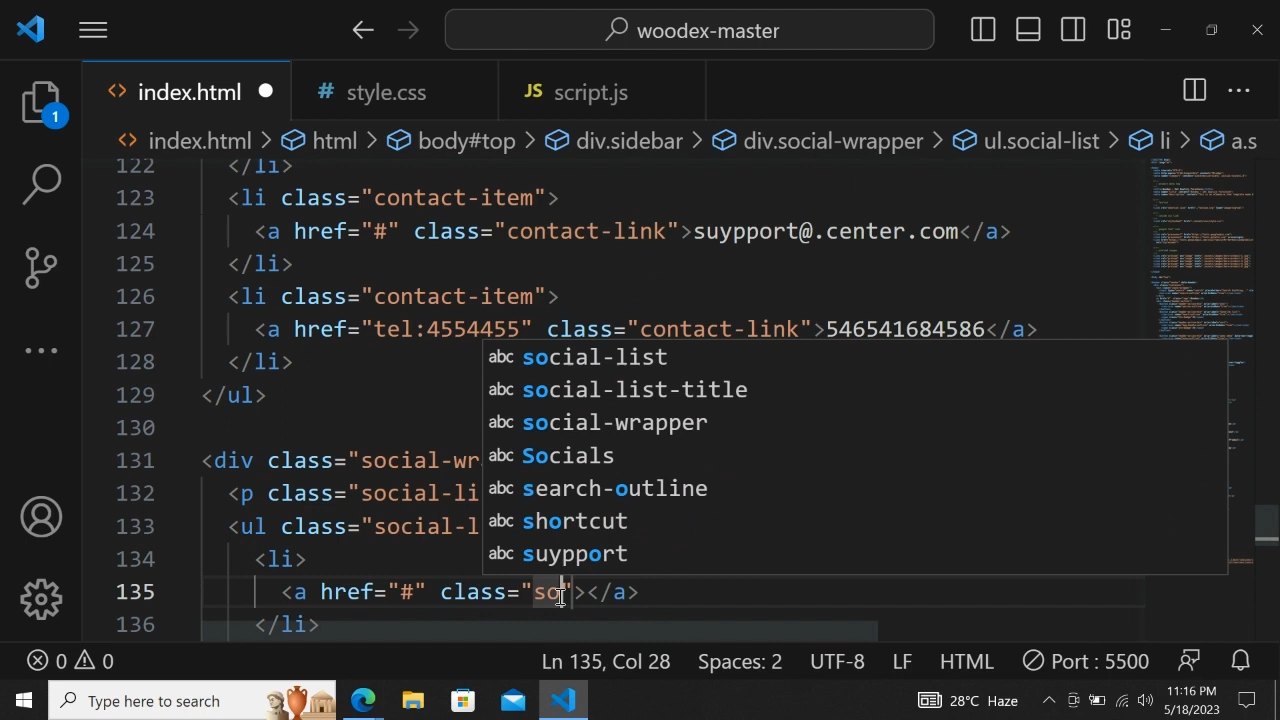 woodex-master
index.html
# style.css
JS script.js
index.html > html > body#top > div.sidebar > div.social-wrapper > ul.social-list > li > a.s
122 </li>
123 <li class="contact-item">
124 <a href="#" class="contact-link">suypport@.center.com</a>
125 </li>
126 <li class="contact-item">
127 <a href="tel:4554453" class="contact-link">546541684586</a>
128 </li>
129 </ul>
130
131 <div class="social-wr
132 <p class="social-li
133 <ul class="social-l
134 <li>
135 <a href="#" class="so"></a>
136 </li>
abc social-list
abc social-list-title
abc social-wrapper
abc Socials
abc search-outline
abc shortcut
abc suypport
1
0 0
Ln 135, Col 28
Spaces: 2
UTF-8
LF
HTML
Port : 5500
Type here to search
28°C Haze
11:16 PM
5/18/2023